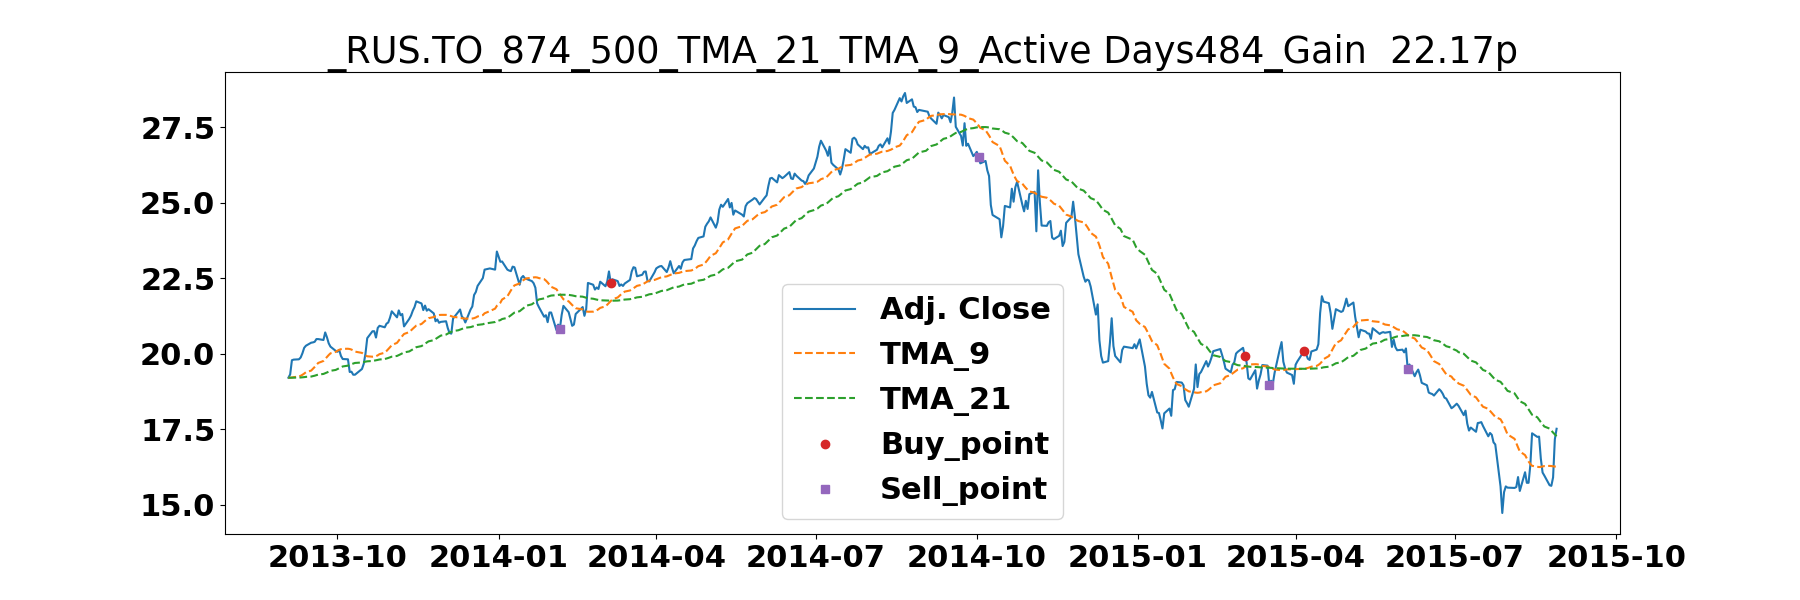 _RUS.TO_874_500_TMA_21_TMA_9_Active Days484_Gain  22.17p
27.5
25.0
22.5
20.0
17.5
15.0
Adj. Close
TMA_9
TMA_21
Buy_point
Sell_point
2013-10 2014-01 2014-04 2014-07 2014-10 2015-01 2015-04 2015-07 2015-10